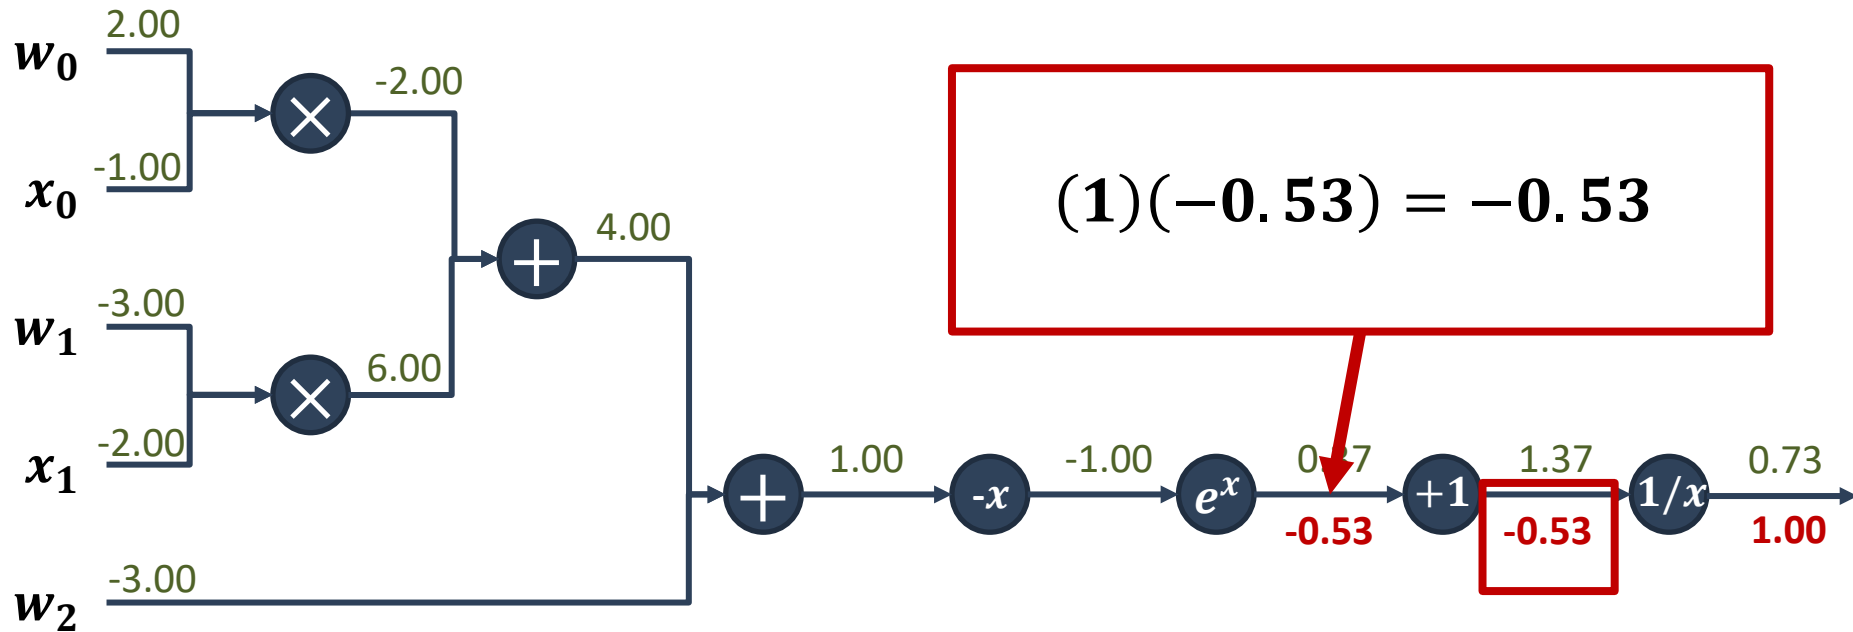 2.00
w₀
-2.00
×
-1.00
x₀
(1)(−0.53) = −0.53
4.00
+
-3.00
w₁
6.00
×
-2.00
x₁
1.00 -1.00 1.37 0.73
+ -x eˣ +1 1/x
-0.53 -0.53 1.00
-3.00
w₂